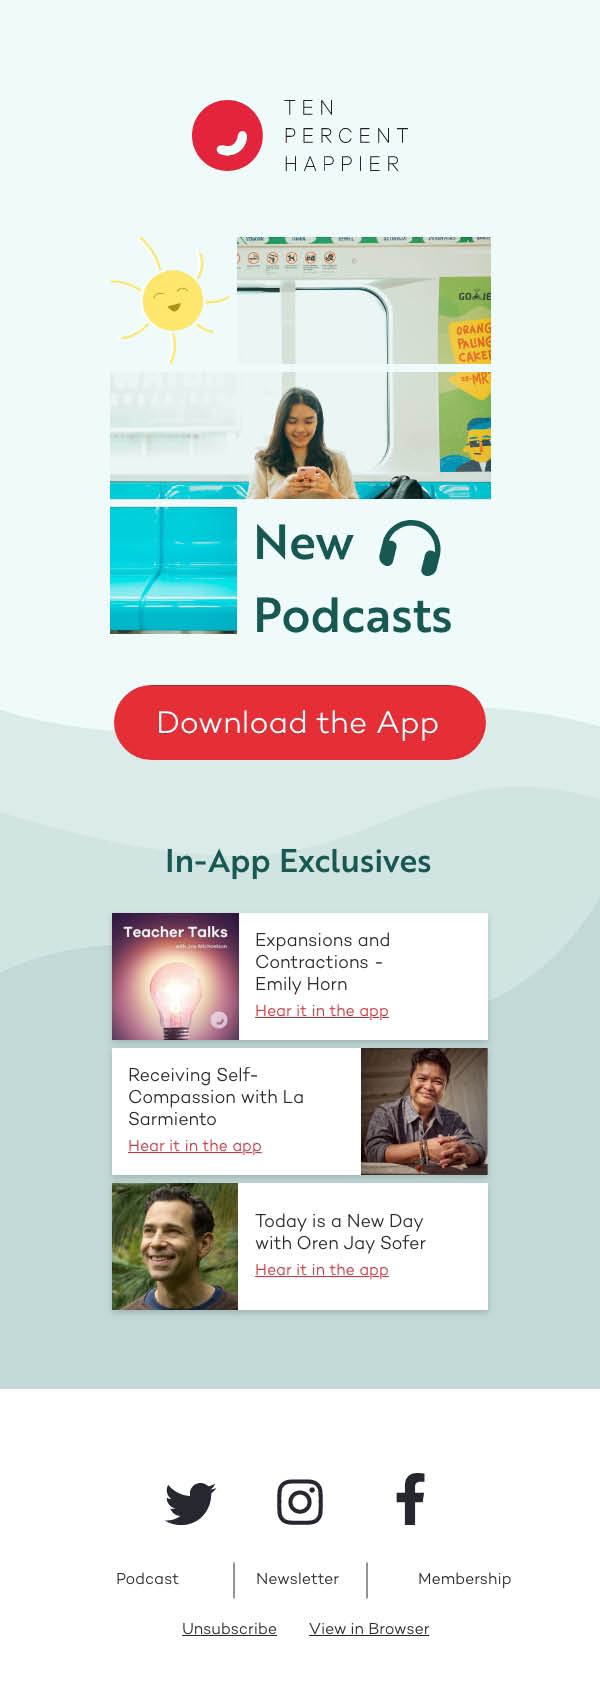 TEN
PERCENT
HAPPIER
GO
JE
ORANG
PALING
CAKE
MR
New
Podcasts
Download the App
In-App Exclusives
Teacher Talks
Expansions and
Contractions -
Emily Horn
Hear it in the app
Receiving Self-
Compassion with La
Sarmiento
Hear it in the app
Today is a New Day
with Oren Jay Sofer
Hear it in the app
Podcast
Newsletter
Membership
Unsubscribe
View in Browser